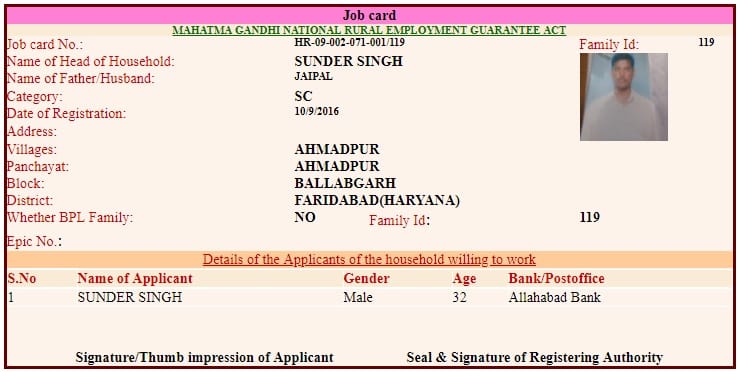 Job card
MAHATMA GANDHI NATIONAL RURAL EMPLOYMENT GUARANTEE ACT
Job card No.: HR-09-002-071-001/119 Family Id: 119
Name of Head of Household: SUNDER SINGH
Name of Father/Husband: JAIPAL
Category: SC
Date of Registration: 10/9/2016
Address:
Villages: AHMADPUR
Panchayat: AHMADPUR
Block: BALLABGARH
District: FARIDABAD(HARYANA)
Whether BPL Family: NO Family Id: 119
Epic No.:
Details of the Applicants of the household willing to work
S.No Name of Applicant Gender Age Bank/Postoffice
1 SUNDER SINGH Male 32 Allahabad Bank
Signature/Thumb impression of Applicant Seal & Signature of Registering Authority